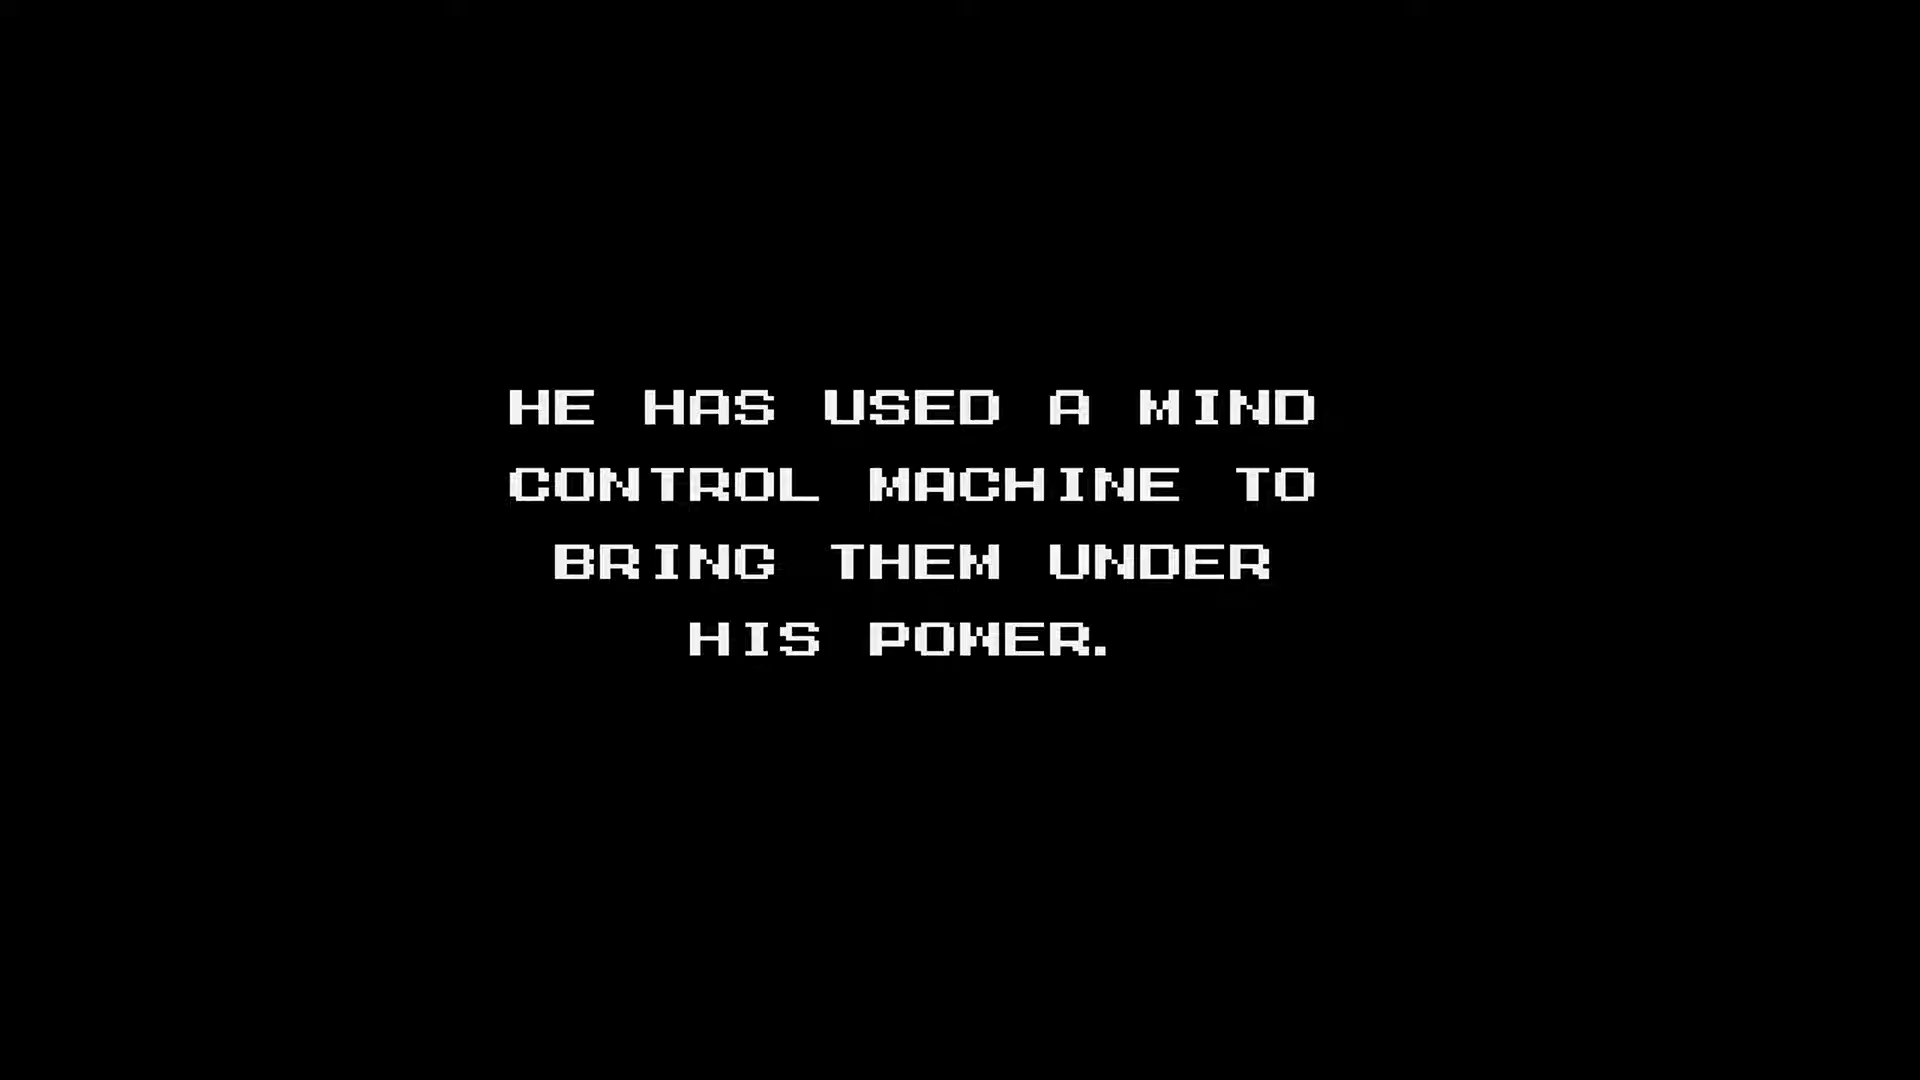 HE HAS USED A MIND
CONTROL MACHINE TO
BRING THEM UNDER
HIS POWER.